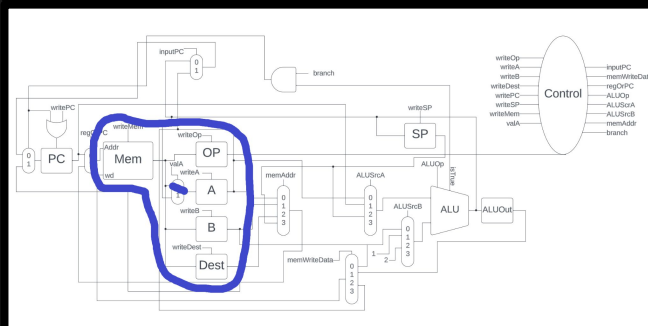 inputPC
0
1
branch
writePC
0
1
PC
regOrPC
writeMem
Addr
Mem
wd
writeOp
OP
valA
1
writeA
A
writeB
B
writeDest
Dest
memAddr
0
1
2
3
memWriteData
0
1
2
3
writeSP
SP
ALUOp
isTrue
ALUSrcA
0
1
2
3
ALUSrcB
0
1
2
3
1
2
ALU
ALUOut
writeOp
writeA
writeB
writeDest
writePC
writeSP
writeMem
valA
Control
inputPC
memWriteData
regOrPC
ALUOp
ALUScrA
ALUSrcB
memAddr
branch